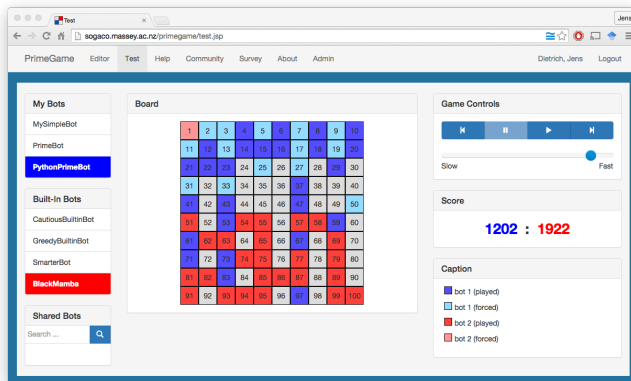 Test
Jens
sogaco.massey.ac.nz/primegame/test.jsp
PrimeGame Editor Test Help Community Survey About Admin Dietrich, Jens Logout
My Bots
MySimpleBot
PrimeBot
PythonPrimeBot
Built-In Bots
CautiousBuiltinBot
GreedyBuiltinBot
SmarterBot
BlackMamba
Shared Bots
Search ...
Board
1 2 3 4 5 6 7 8 9 10
11 12 13 14 15 16 17 18 19 20
21 22 23 24 25 26 27 28 29 30
31 32 33 34 35 36 37 38 39 40
41 42 43 44 45 46 47 48 49 50
51 52 53 54 55 56 57 58 59 60
61 62 63 64 65 66 67 68 69 70
71 72 73 74 75 76 77 78 79 80
81 82 83 84 85 86 87 88 89 90
91 92 93 94 95 96 97 98 99 100
Game Controls
Slow Fast
Score
1202 : 1922
Caption
bot 1 (played)
bot 1 (forced)
bot 2 (played)
bot 2 (forced)